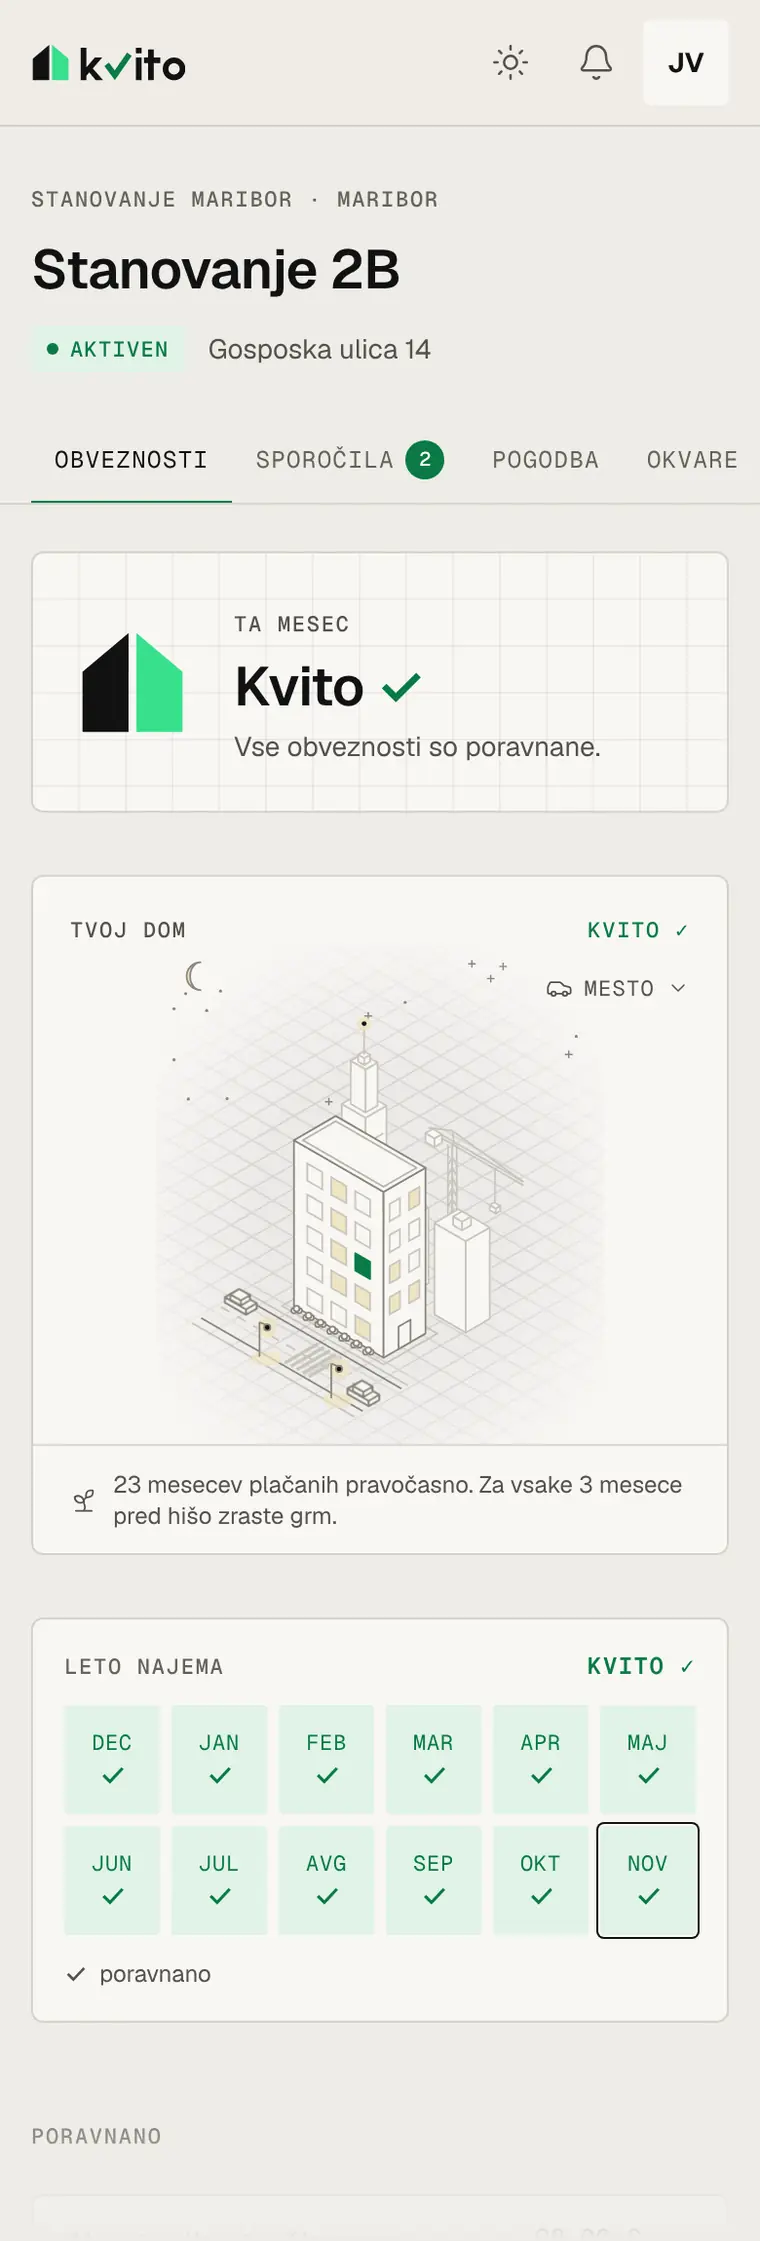 kvito
JV
STANOVANJE MARIBOR · MARIBOR
Stanovanje 2B
AKTIVEN
Gosposka ulica 14
OBVEZNOSTI
SPOROČILA 2
POGODBA
OKVARE
TA MESEC
Kvito ✓
Vse obveznosti so poravnane.
TVOJ DOM
KVITO ✓
MESTO
23 mesecev plačanih pravočasno. Za vsake 3 mesece
pred hišo zraste grm.
LETO NAJEMA
KVITO ✓
DEC JAN FEB MAR APR MAJ
✓ ✓ ✓ ✓ ✓ ✓
JUN JUL AVG SEP OKT NOV
✓ ✓ ✓ ✓ ✓ ✓
✓ poravnano
PORAVNANO